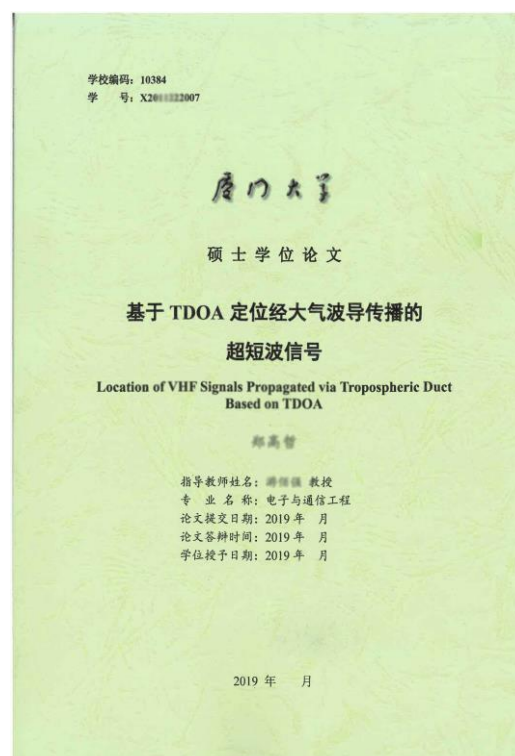 学校编码：10384
学 号：X2007
厦门大学
硕士学位论文
基于 TDOA 定位经大气波导传播的
超短波信号
Location of VHF Signals Propagated via Tropospheric Duct
Based on TDOA
指导教师姓名： 教授
专 业 名 称：电子与通信工程
论文提交日期：2019 年 月
论文答辩时间：2019 年 月
学位授予日期：2019 年 月
2019 年 月